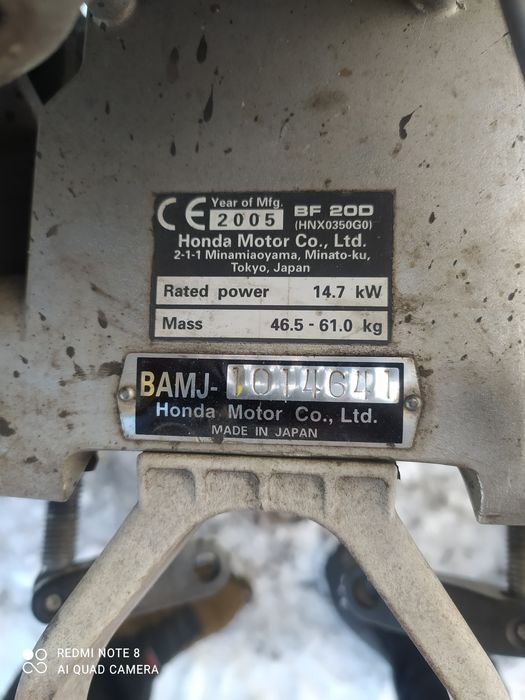 CE Year of Mfg. BF 20D
2005 (HNX0350G0)
Honda Motor Co., Ltd.
2-1-1 Minamiaoyama, Minato-ku,
Tokyo, Japan
Rated power 14.7 kW
Mass 46.5 - 61.0 kg
BAMJ-1014641
Honda Motor Co., Ltd.
MADE IN JAPAN
REDMI NOTE 8
AI QUAD CAMERA